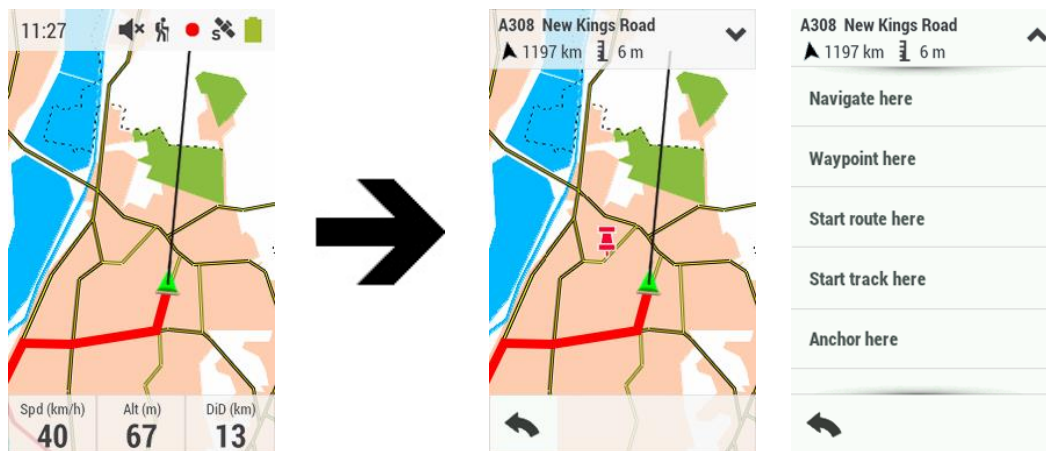 11:27
S
Spd (km/h) Alt (m) DiD (km)
40 67 13
A308 New Kings Road
1197 km 6 m
A308 New Kings Road
1197 km 6 m
Navigate here
Waypoint here
Start route here
Start track here
Anchor here